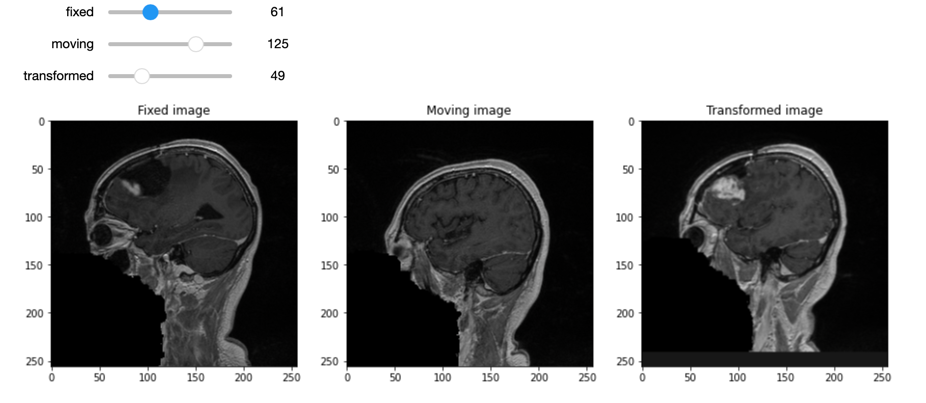 fixed 61
moving 125
transformed 49
Fixed image Moving image Transformed image
0 0 0
50 50 50
100 100 100
150 150 150
200 200 200
250 250 250
0 50 100 150 200 250 0 50 100 150 200 250 0 50 100 150 200 250